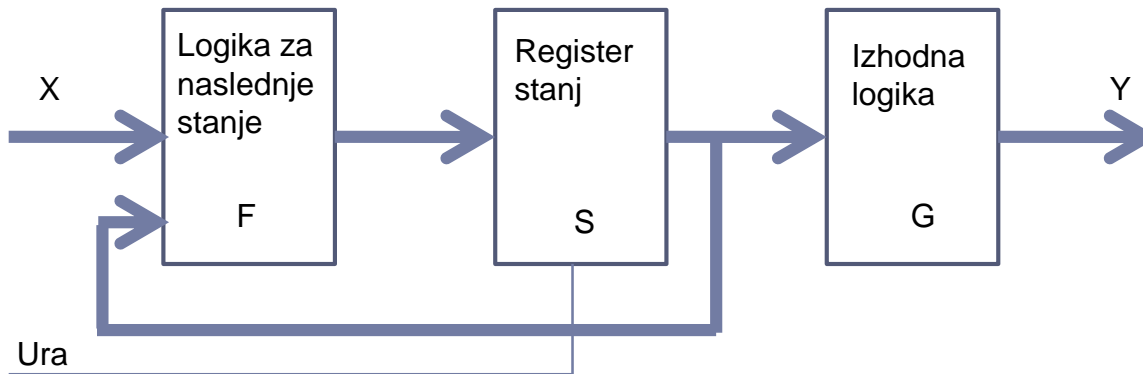 X
Logika za
naslednje
stanje
F
Register
stanj
S
Izhodna
logika
G
Y
Ura